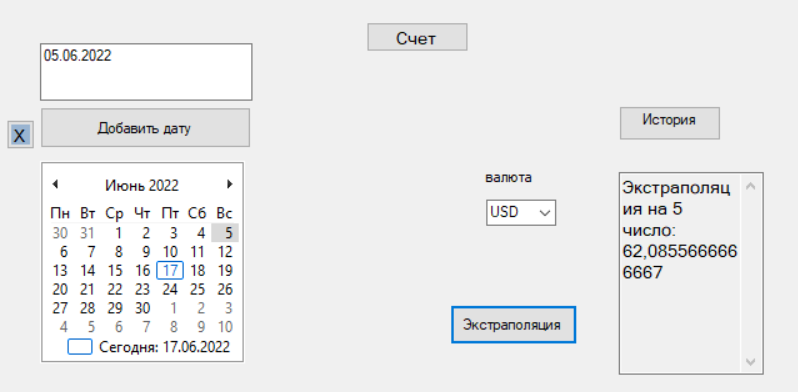 Счет
05.06.2022
X
Добавить дату
Июнь 2022
Пн Вт Ср Чт Пт Сб Вс
30 31 1 2 3 4 5
6 7 8 9 10 11 12
13 14 15 16 17 18 19
20 21 22 23 24 25 26
27 28 29 30 1 2 3
4 5 6 7 8 9 10
Сегодня: 17.06.2022
валюта
USD
Экстраполяция
История
Экстраполяц
ия на 5
число:
62,085566666
6667